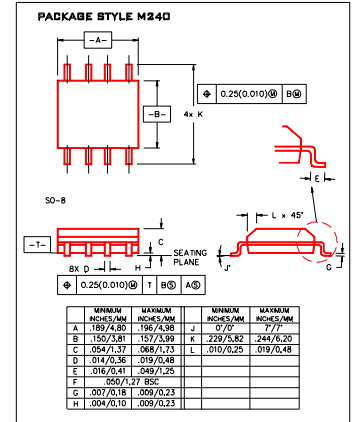 PACKAGE STYLE M240
-A-
⌖ 0.25(0.010)Ⓜ BⓂ
-B-
4x K
E
SO-8
L x 45°
-T-
C
SEATING
PLANE
8X D
H
J°
G
⌖ 0.25(0.010)Ⓜ T BⓈ AⓈ
MINIMUM MAXIMUM MINIMUM MAXIMUM
INCHES/MM INCHES/MM INCHES/MM INCHES/MM
A .189/4,80 .196/4,98 J 0°/0° 7°/7°
B .150/3,81 .157/3,99 K .229/5,82 .244/6,20
C .054/1,37 .068/1,73 L .010/0,25 .019/0,48
D .014/0,36 .019/0,48
E .016/0,41 .049/1,25
F .050/1,27 BSC
G .007/0,18 .009/0,23
H .004/0,10 .009/0,23